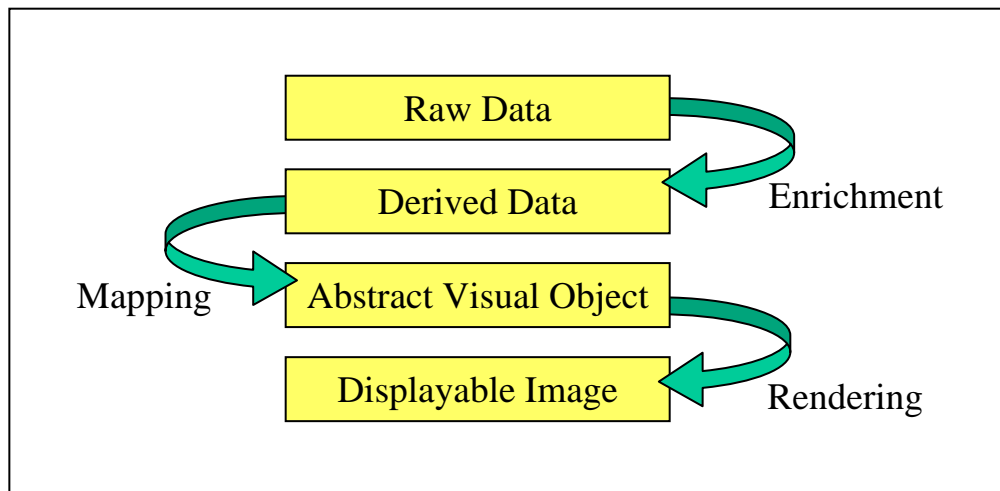 Raw Data
Enrichment
Derived Data
Mapping
Abstract Visual Object
Rendering
Displayable Image